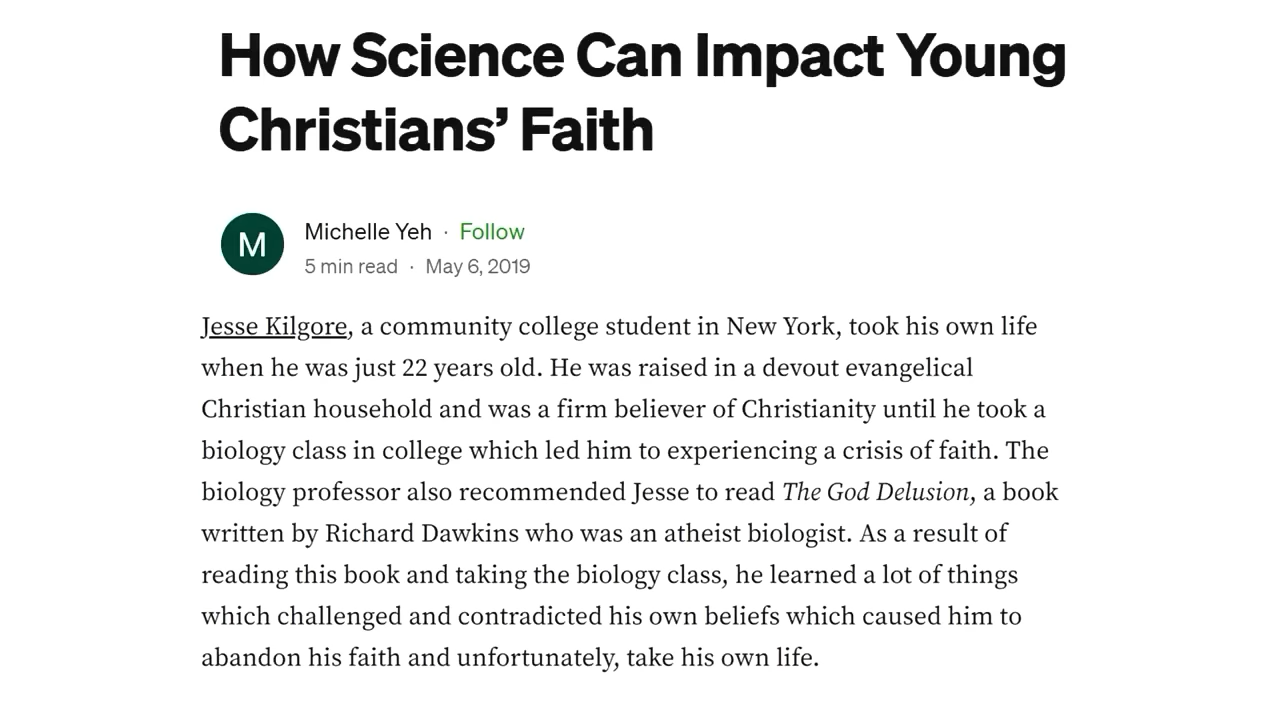 How Science Can Impact Young
Christians’ Faith
M
Michelle Yeh · Follow
5 min read · May 6, 2019
Jesse Kilgore, a community college student in New York, took his own life
when he was just 22 years old. He was raised in a devout evangelical
Christian household and was a firm believer of Christianity until he took a
biology class in college which led him to experiencing a crisis of faith. The
biology professor also recommended Jesse to read The God Delusion, a book
written by Richard Dawkins who was an atheist biologist. As a result of
reading this book and taking the biology class, he learned a lot of things
which challenged and contradicted his own beliefs which caused him to
abandon his faith and unfortunately, take his own life.